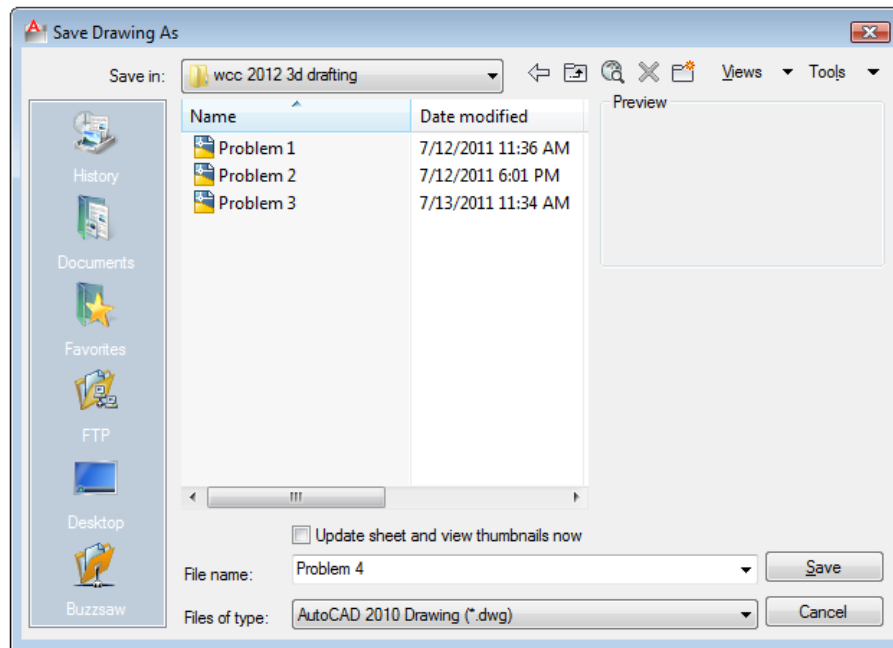 Save Drawing As
Save in: wcc 2012 3d drafting Views Tools
Name Date modified Preview
Problem 1 7/12/2011 11:36 AM
Problem 2 7/12/2011 6:01 PM
Problem 3 7/13/2011 11:34 AM
History
Documents
Favorites
FTP
Desktop
Buzzsaw
Update sheet and view thumbnails now
File name: Problem 4 Save
Files of type: AutoCAD 2010 Drawing (*.dwg) Cancel